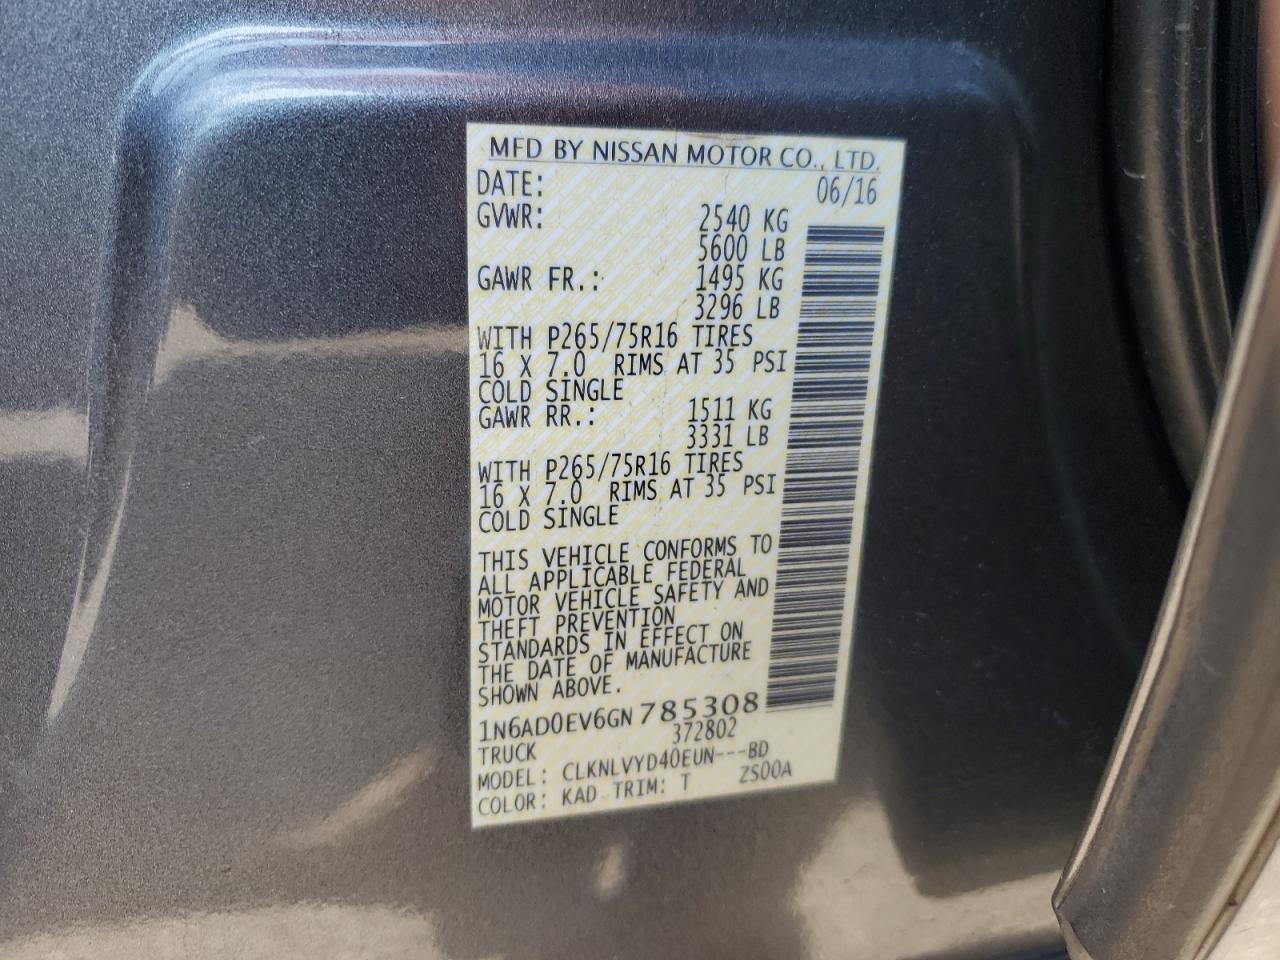 MFD BY NISSAN MOTOR CO., LTD.
DATE: 06/16
GVWR: 2540 KG
5600 LB
GAWR FR.: 1495 KG
3296 LB
WITH P265/75R16 TIRES
16 X 7.0 RIMS AT 35 PSI
COLD SINGLE
GAWR RR.: 1511 KG
3331 LB
WITH P265/75R16 TIRES
16 X 7.0 RIMS AT 35 PSI
COLD SINGLE
THIS VEHICLE CONFORMS TO
ALL APPLICABLE FEDERAL
MOTOR VEHICLE SAFETY AND
THEFT PREVENTION
STANDARDS IN EFFECT ON
THE DATE OF MANUFACTURE
SHOWN ABOVE.
1N6AD0EV6GN785308
TRUCK 372802
MODEL: CLKNLVYD40EUN---BD
COLOR: KAD TRIM: T ZS00A